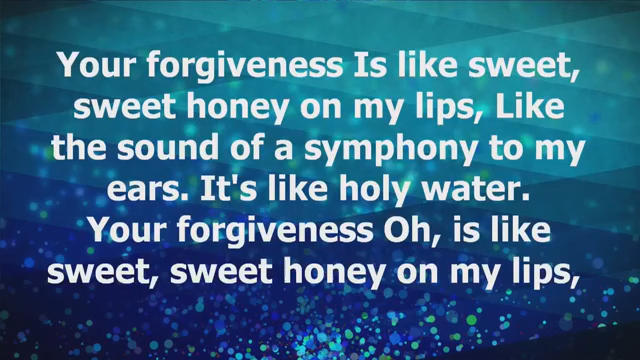 Your forgiveness Is like sweet,
sweet honey on my lips, Like
the sound of a symphony to my
ears. It's like holy water.
Your forgiveness Oh, is like
sweet, sweet honey on my lips,